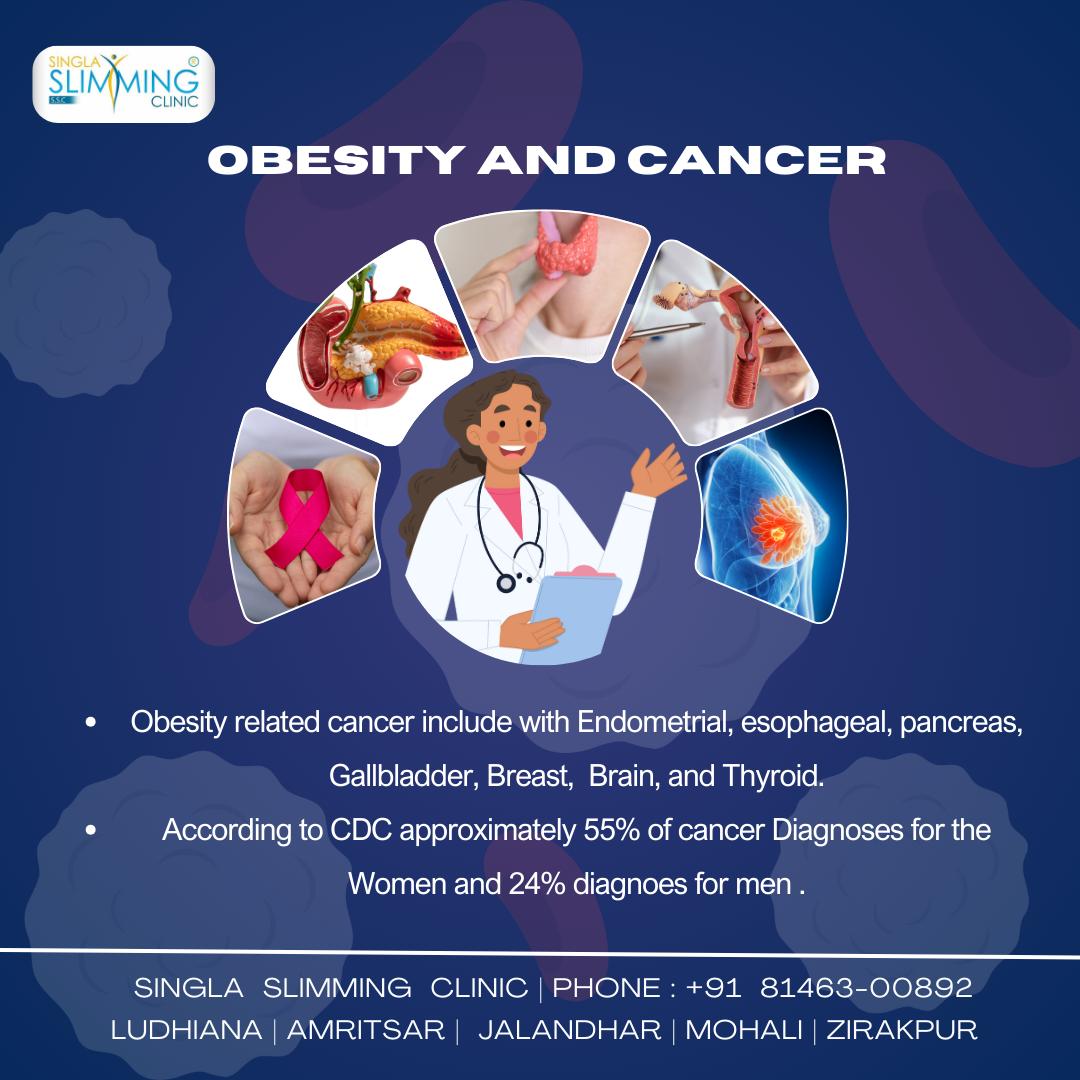 SINGLA
SLIMMING ®
S.S.C CLINIC
OBESITY AND CANCER
• Obesity related cancer include with Endometrial, esophageal, pancreas,
Gallbladder, Breast, Brain, and Thyroid.
• According to CDC approximately 55% of cancer Diagnoses for the
Women and 24% diagnoes for men .
SINGLA SLIMMING CLINIC | PHONE : +91 81463-00892
LUDHIANA | AMRITSAR | JALANDHAR | MOHALI | ZIRAKPUR